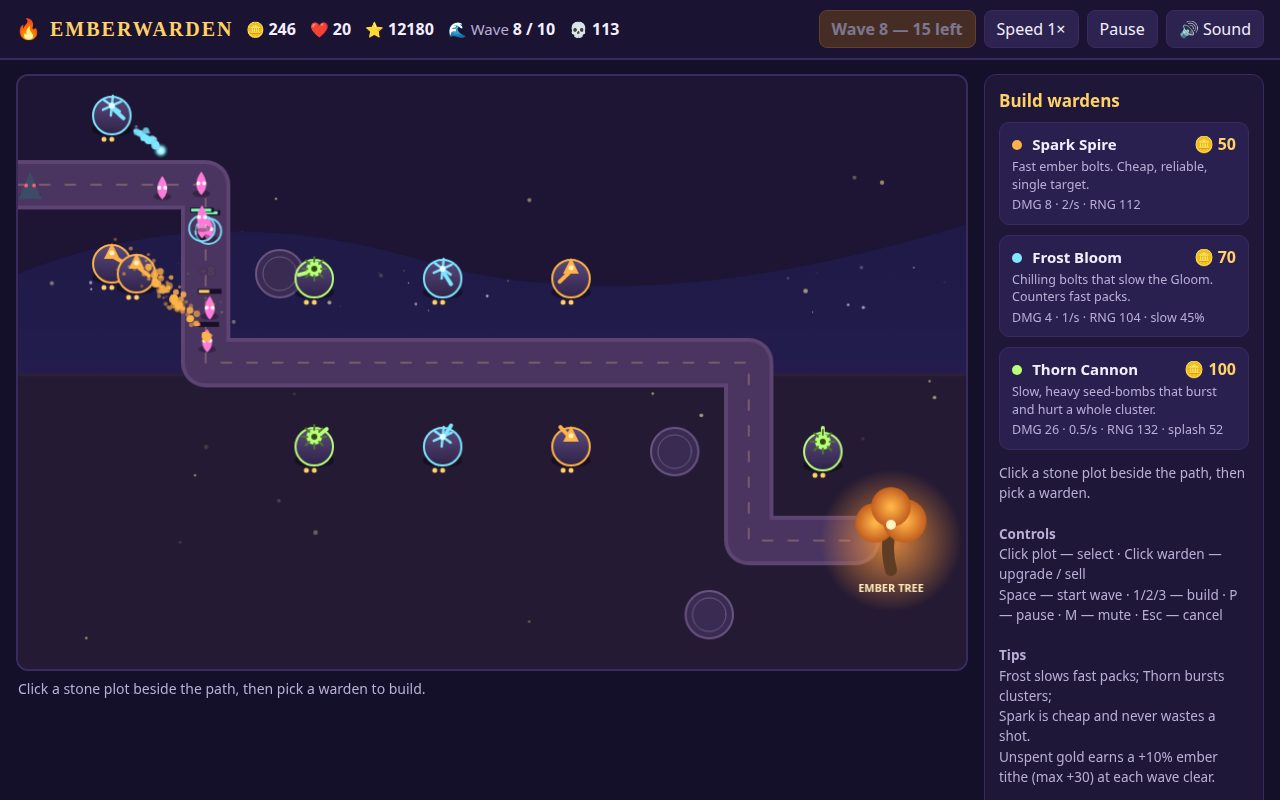 EMBERWARDEN 246 20 12180 Wave 8 / 10 113 Wave 8 — 15 left Speed 1× Pause Sound
EMBER TREE
Click a stone plot beside the path, then pick a warden to build.
Build wardens
Spark Spire 50
Fast ember bolts. Cheap, reliable,
single target.
DMG 8 · 2/s · RNG 112
Frost Bloom 70
Chilling bolts that slow the Gloom.
Counters fast packs.
DMG 4 · 1/s · RNG 104 · slow 45%
Thorn Cannon 100
Slow, heavy seed-bombs that burst
and hurt a whole cluster.
DMG 26 · 0.5/s · RNG 132 · splash 52
Click a stone plot beside the path, then
pick a warden.
Controls
Click plot — select · Click warden —
upgrade / sell
Space — start wave · 1/2/3 — build · P
— pause · M — mute · Esc — cancel
Tips
Frost slows fast packs; Thorn bursts
clusters;
Spark is cheap and never wastes a
shot.
Unspent gold earns a +10% ember
tithe (max +30) at each wave clear.